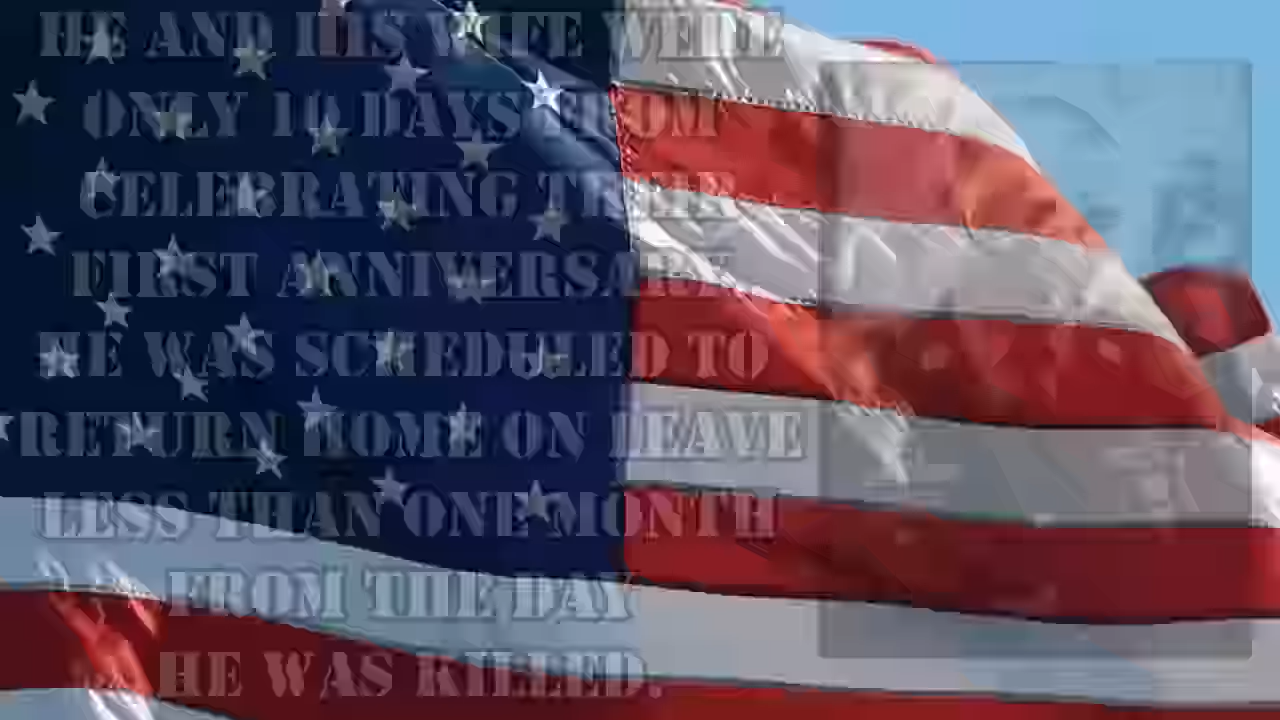 HE AND HIS WIFE WERE
ONLY 10 DAYS FROM
CELEBRATING THEIR
FIRST ANNIVERSARY.
HE WAS SCHEDULED TO
RETURN HOME ON LEAVE
LESS THAN ONE MONTH
FROM THE DAY
HE WAS KILLED.